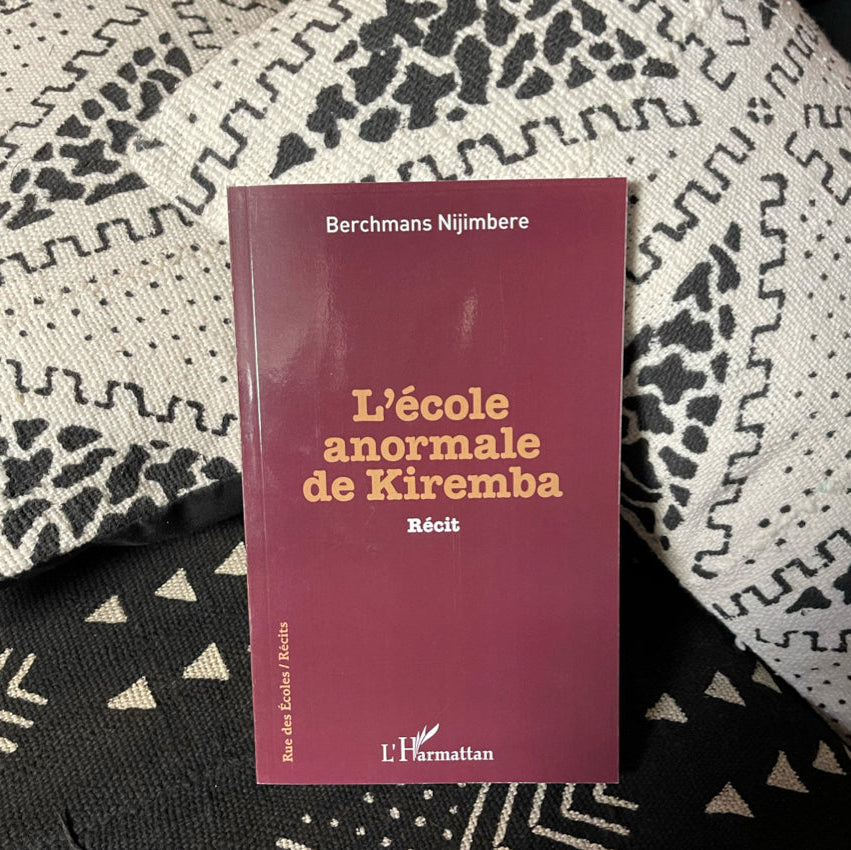 Berchmans Nijimbere
L'école
anormale
de Kiremba
Récit
Rue des Écoles / Récits
L'Harmattan